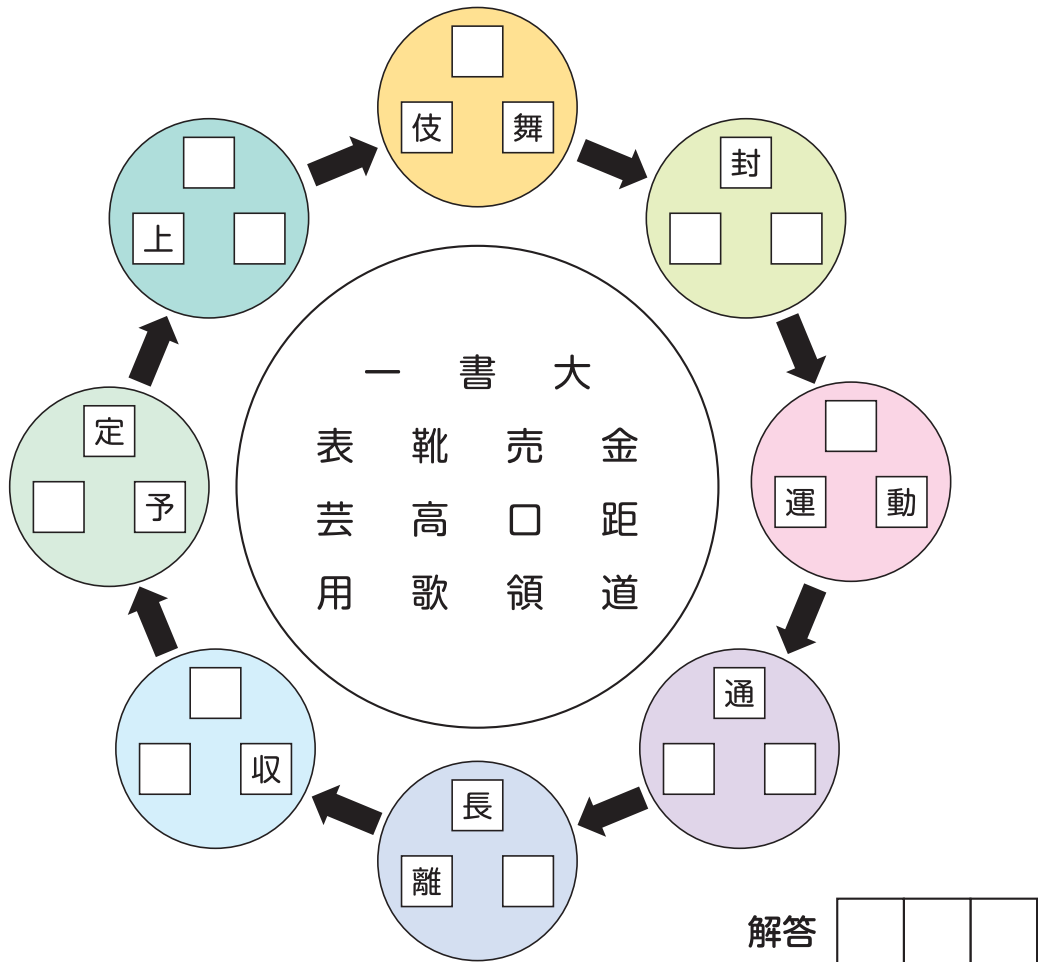 伎 舞
封
上
一 書 大
表 靴 売 金
芸 高 口 距
用 歌 領 道
運 動
定
予
通
収
長
離
解答